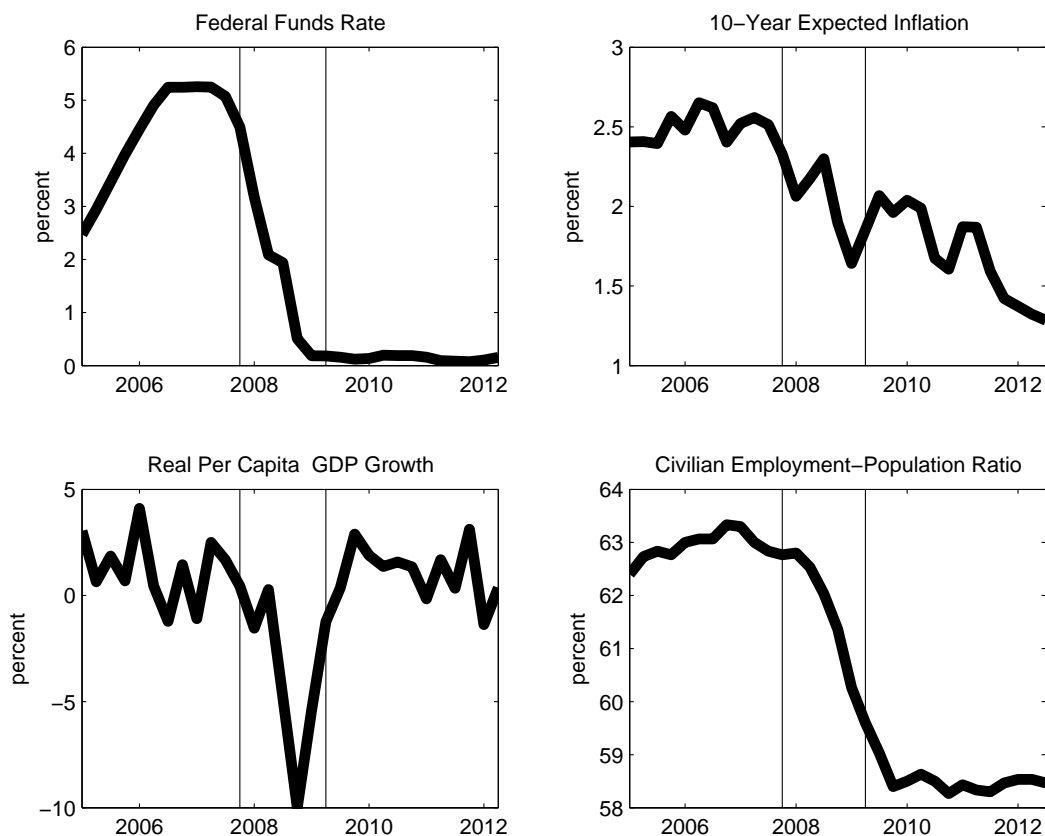 Federal Funds Rate
6
5
4
3
2
1
0
percent
2006 2008 2010 2012
10−Year Expected Inflation
3
2.5
2
1.5
1
percent
2006 2008 2010 2012
Real Per Capita  GDP Growth
5
0
−5
−10
percent
2006 2008 2010 2012
Civilian Employment−Population Ratio
64
63
62
61
60
59
58
percent
2006 2008 2010 2012